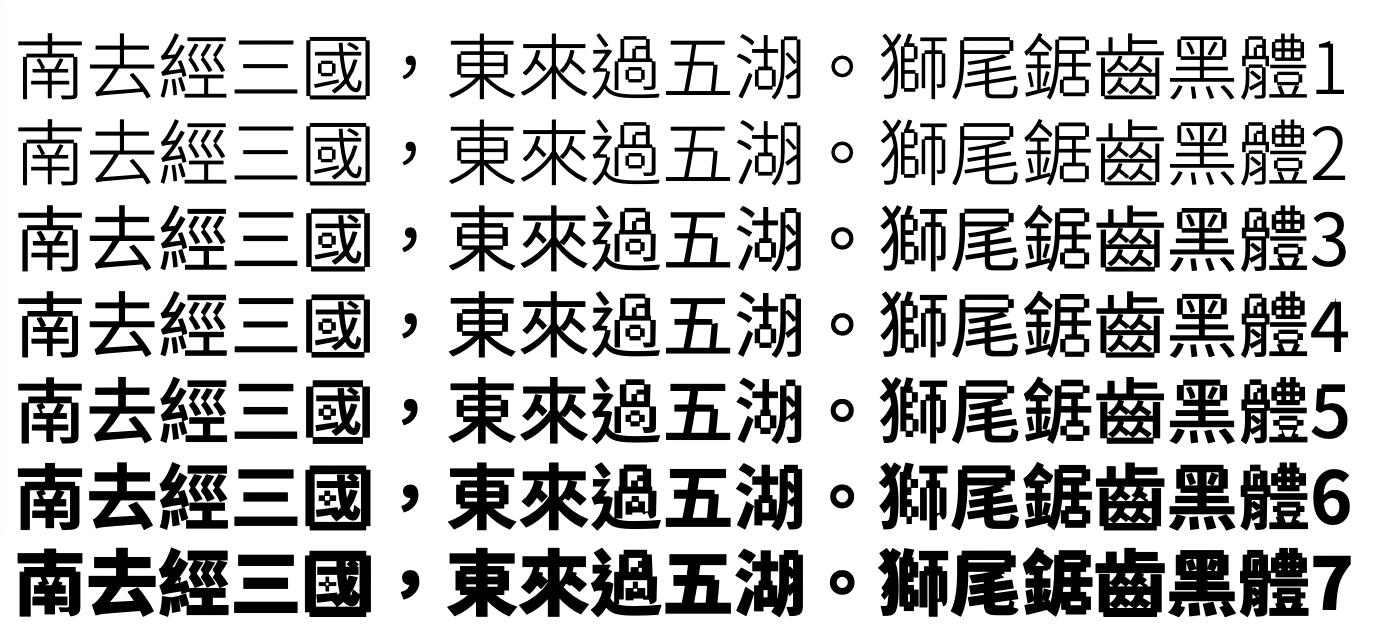 南去經三國，東來過五湖。獅尾鋸齒黑體1
南去經三國，東來過五湖。獅尾鋸齒黑體2
南去經三國，東來過五湖。獅尾鋸齒黑體3
南去經三國，東來過五湖。獅尾鋸齒黑體4
南去經三國，東來過五湖。獅尾鋸齒黑體5
南去經三國，東來過五湖。獅尾鋸齒黑體6
南去經三國，東來過五湖。獅尾鋸齒黑體7